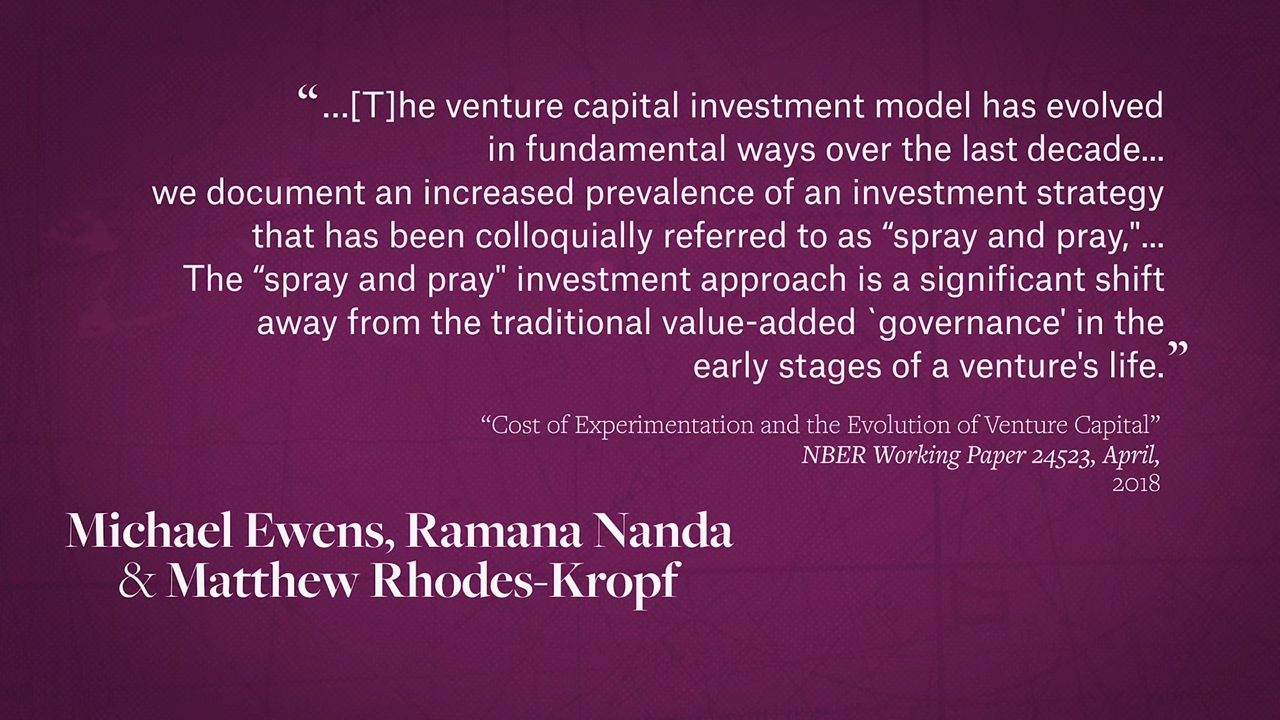 “...[T]he venture capital investment model has evolved
in fundamental ways over the last decade...
we document an increased prevalence of an investment strategy
that has been colloquially referred to as “spray and pray,"...
The “spray and pray" investment approach is a significant shift
away from the traditional value-added `governance' in the
early stages of a venture's life.”
“Cost of Experimentation and the Evolution of Venture Capital”
NBER Working Paper 24523, April,
2018
Michael Ewens, Ramana Nanda
& Matthew Rhodes-Kropf